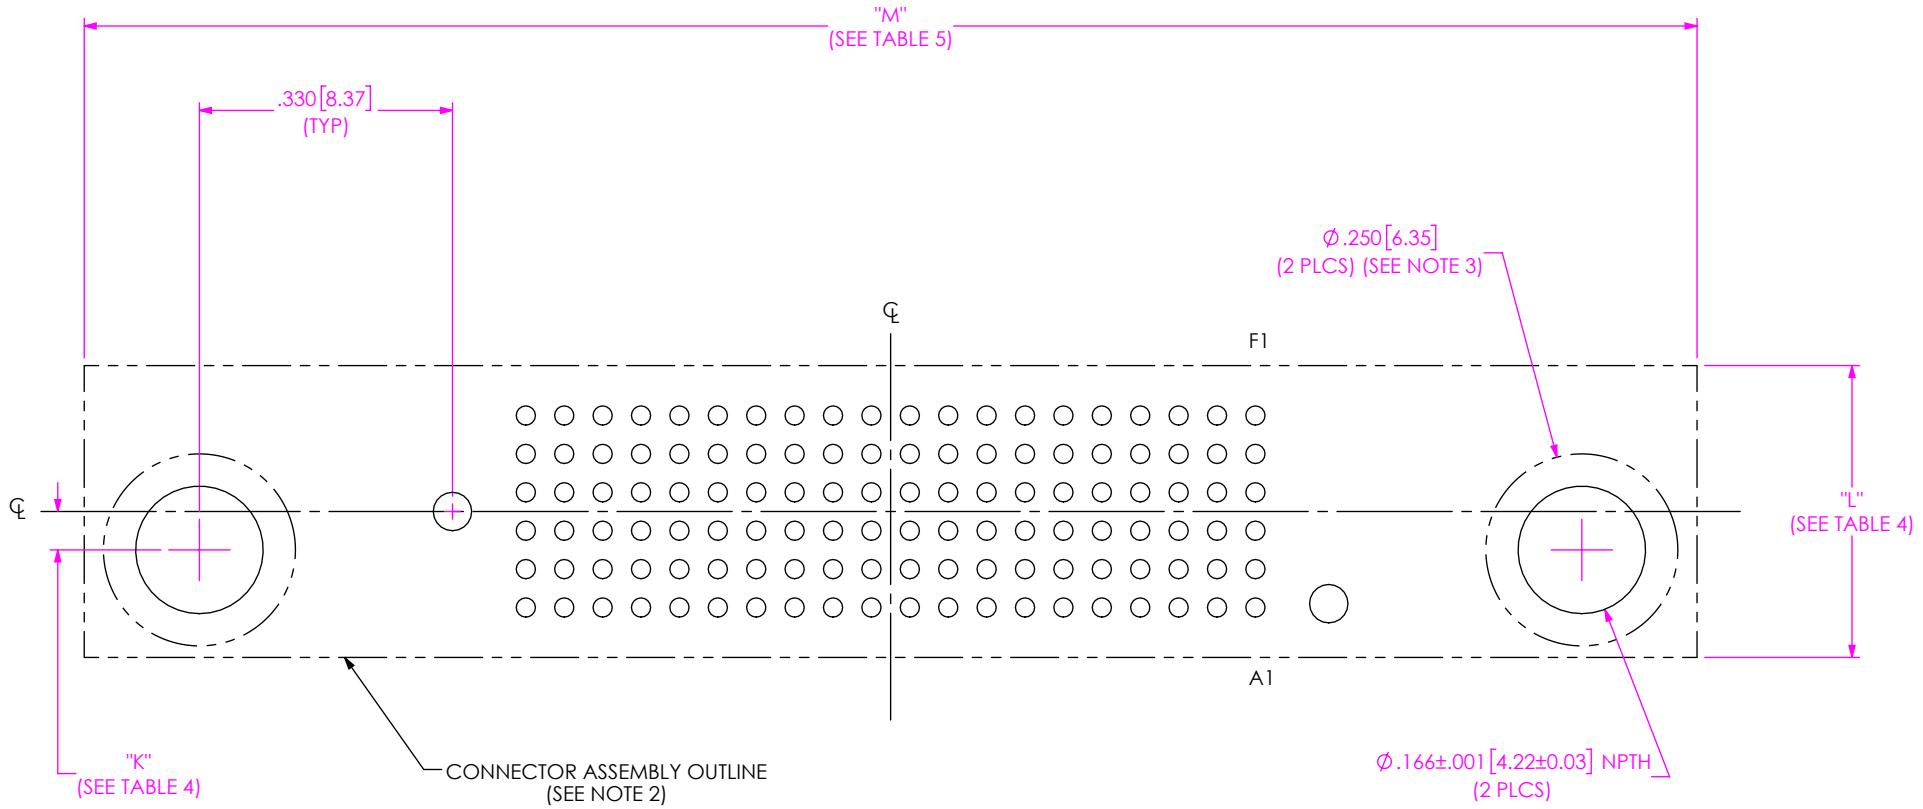 "M"
(SEE TABLE 5)
.330[8.37]
(TYP)
Ø.250[6.35]
(2 PLCS) (SEE NOTE 3)
℄
F1
℄
"L"
(SEE TABLE 4)
A1
"K"
(SEE TABLE 4)
CONNECTOR ASSEMBLY OUTLINE
(SEE NOTE 2)
Ø.166±.001[4.22±0.03] NPTH
(2 PLCS)